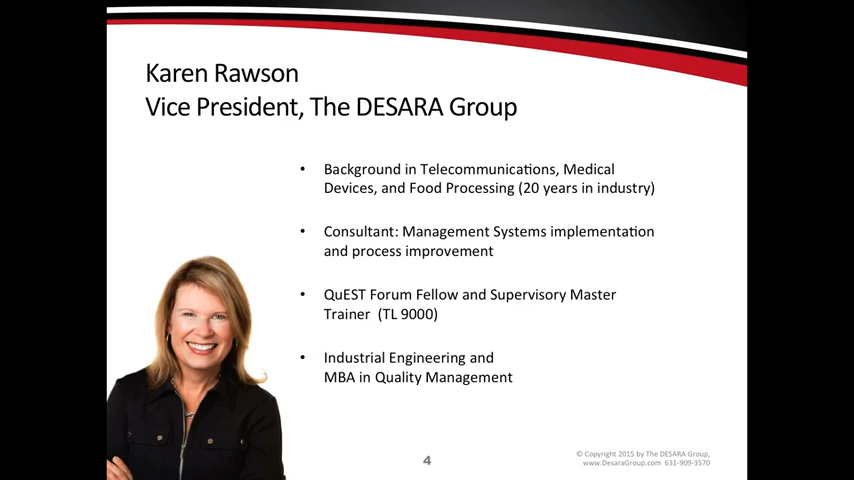 Karen Rawson
Vice President, The DESARA Group
• Background in Telecommunications, Medical
Devices, and Food Processing (20 years in industry)
• Consultant: Management Systems implementation
and process improvement
• QuEST Forum Fellow and Supervisory Master
Trainer (TL 9000)
• Industrial Engineering and
MBA in Quality Management
4
© Copyright 2015 by The DESARA Group,
www.DesaraGroup.com 631-909-3570